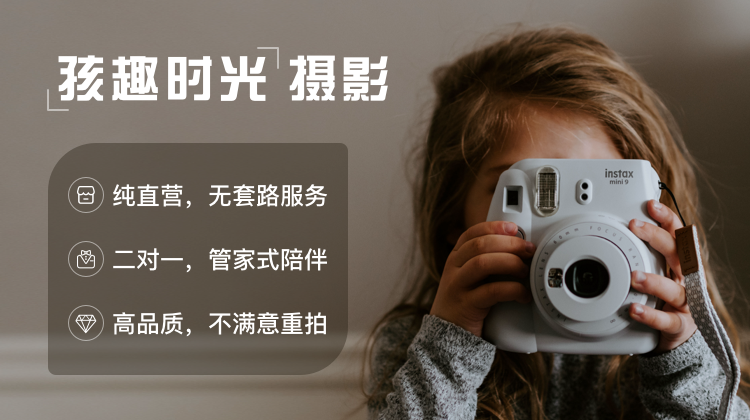 孩趣时光 摄影
纯直营，无套路服务
二对一，管家式陪伴
高品质，不满意重拍
instax
mini 9